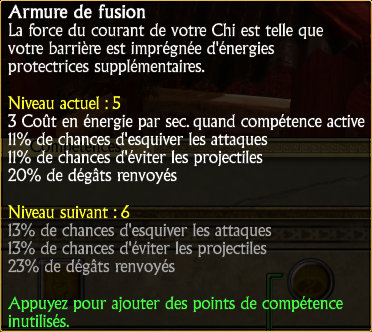 Armure de fusion
La force du courant de votre Chi est telle que
votre barrière est imprégnée d'énergies
protectrices supplémentaires.
Niveau actuel : 5
3 Coût en énergie par sec. quand compétence active
11% de chances d'esquiver les attaques
11% de chances d'éviter les projectiles
20% de dégâts renvoyés
Niveau suivant : 6
13% de chances d'esquiver les attaques
13% de chances d'éviter les projectiles
23% de dégâts renvoyés
Appuyez pour ajouter des points de compétence
inutilisés.